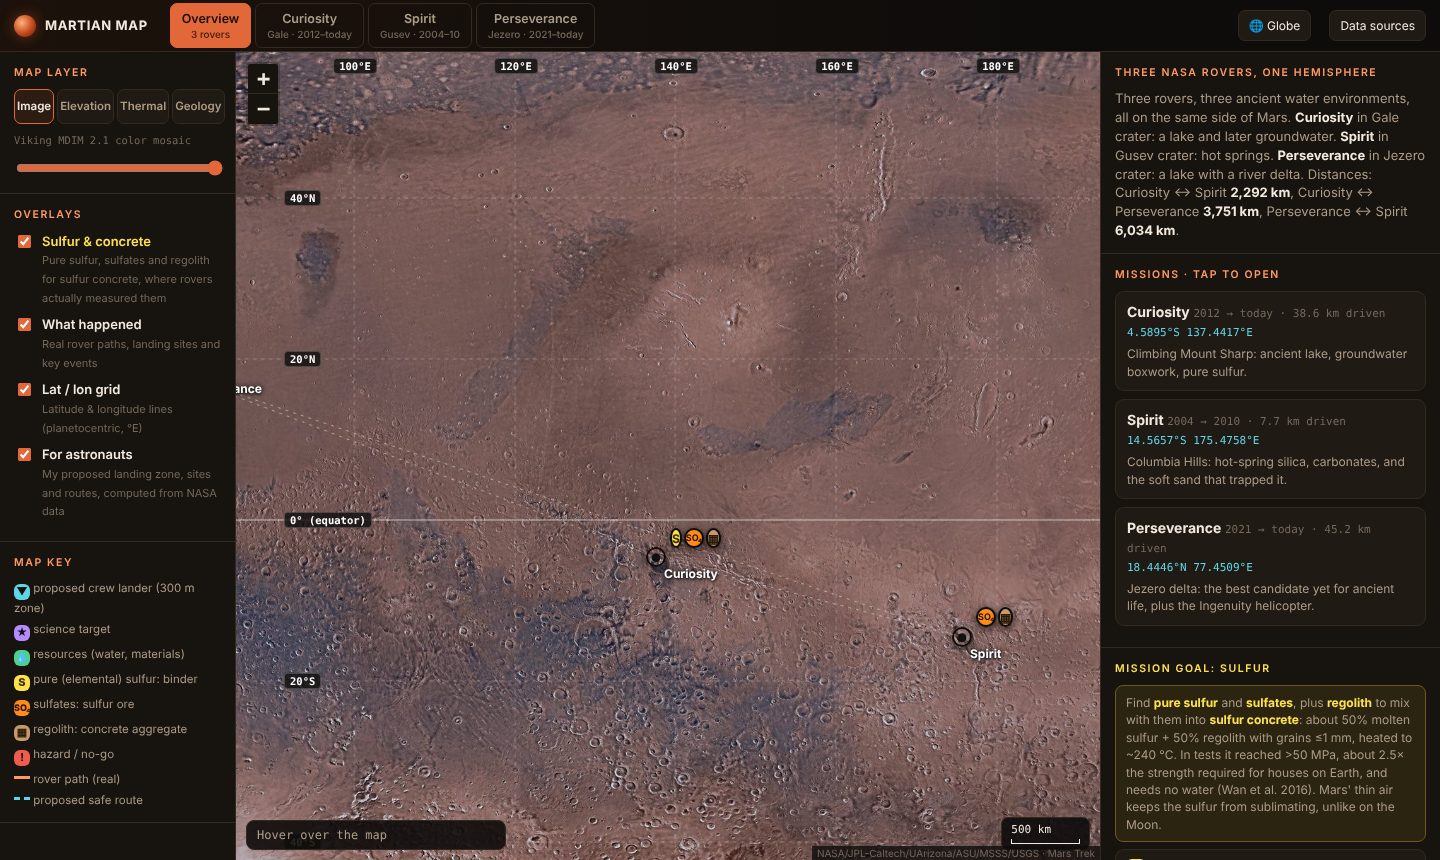 MARTIAN MAP
Overview
3 rovers
Curiosity
Gale · 2012–today
Spirit
Gusev · 2004–10
Perseverance
Jezero · 2021–today
🌐 Globe
Data sources
MAP LAYER
Image
Elevation
Thermal
Geology
Viking MDIM 2.1 color mosaic
OVERLAYS
Sulfur & concrete
Pure sulfur, sulfates and regolith
for sulfur concrete, where rovers
actually measured them
What happened
Real rover paths, landing sites and
key events
Lat / lon grid
Latitude & longitude lines
(planetocentric, °E)
For astronauts
My proposed landing zone, sites
and routes, computed from NASA
data
MAP KEY
proposed crew lander (300 m
zone)
science target
resources (water, materials)
S pure (elemental) sulfur: binder
SO₄ sulfates: sulfur ore
regolith: concrete aggregate
! hazard / no-go
rover path (real)
proposed safe route
+
−
100°E
120°E
140°E
160°E
180°E
40°N
20°N
ance
0° (equator)
S SO₄
Curiosity
SO₄
Spirit
20°S
40°S
Hover over the map
500 km
NASA/JPL-Caltech/UArizona/ASU/MSSS/USGS · Mars Trek
THREE NASA ROVERS, ONE HEMISPHERE
Three rovers, three ancient water environments,
all on the same side of Mars. Curiosity in Gale
crater: a lake and later groundwater. Spirit in
Gusev crater: hot springs. Perseverance in Jezero
crater: a lake with a river delta. Distances:
Curiosity ↔ Spirit 2,292 km, Curiosity ↔
Perseverance 3,751 km, Perseverance ↔ Spirit
6,034 km.
MISSIONS · TAP TO OPEN
Curiosity 2012 → today · 38.6 km driven
4.5895°S 137.4417°E
Climbing Mount Sharp: ancient lake, groundwater
boxwork, pure sulfur.
Spirit 2004 → 2010 · 7.7 km driven
14.5657°S 175.4758°E
Columbia Hills: hot-spring silica, carbonates, and
the soft sand that trapped it.
Perseverance 2021 → today · 45.2 km
driven
18.4446°N 77.4509°E
Jezero delta: the best candidate yet for ancient
life, plus the Ingenuity helicopter.
MISSION GOAL: SULFUR
Find pure sulfur and sulfates, plus regolith to mix
with them into sulfur concrete: about 50% molten
sulfur + 50% regolith with grains ≤1 mm, heated to
~240 °C. In tests it reached >50 MPa, about 2.5×
the strength required for houses on Earth, and
needs no water (Wan et al. 2016). Mars' thin air
keeps the sulfur from sublimating, unlike on the
Moon.